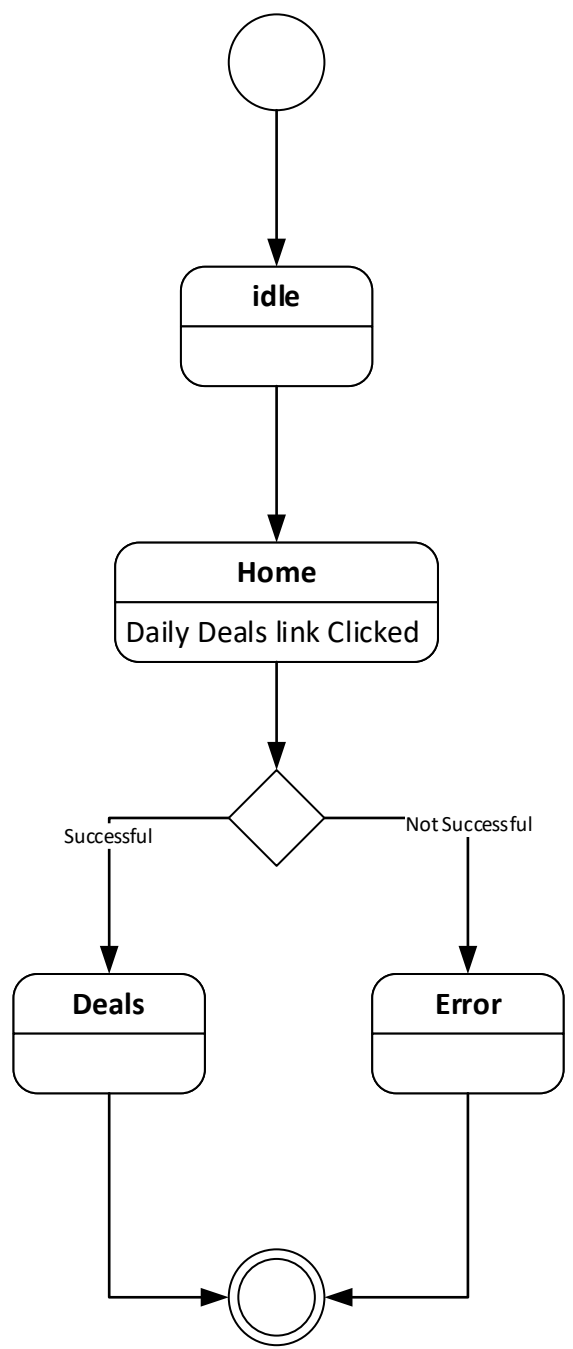 idle
Home
Daily Deals link Clicked
Successful
Not Successful
Deals
Error